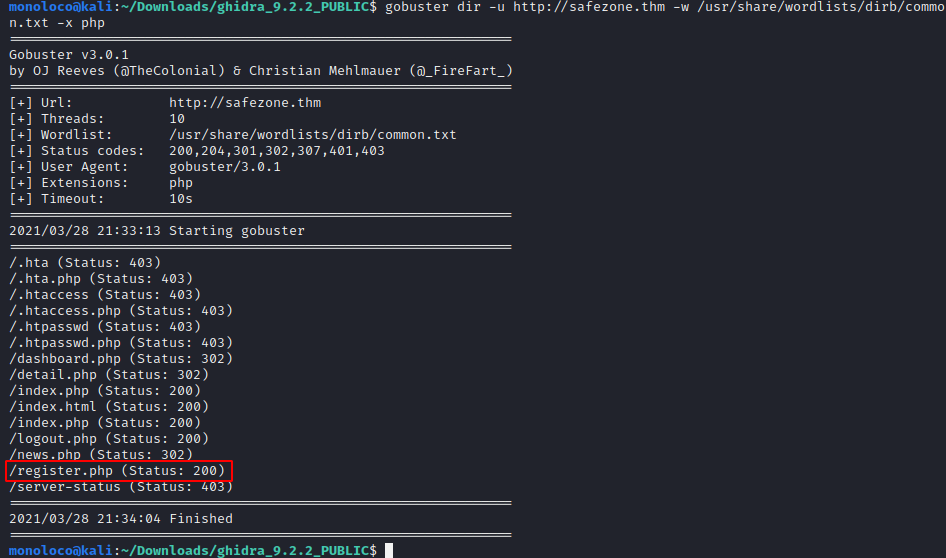 monoloco@kali:~/Downloads/ghidra_9.2.2_PUBLIC$ gobuster dir -u http://safezone.thm -w /usr/share/wordlists/dirb/commo
n.txt -x php
===============================================================
Gobuster v3.0.1
by OJ Reeves (@TheColonial) & Christian Mehlmauer (@_FireFart_)
===============================================================
[+] Url:            http://safezone.thm
[+] Threads:        10
[+] Wordlist:       /usr/share/wordlists/dirb/common.txt
[+] Status codes:   200,204,301,302,307,401,403
[+] User Agent:     gobuster/3.0.1
[+] Extensions:     php
[+] Timeout:        10s
===============================================================
2021/03/28 21:33:13 Starting gobuster
===============================================================
/.hta (Status: 403)
/.hta.php (Status: 403)
/.htaccess (Status: 403)
/.htaccess.php (Status: 403)
/.htpasswd (Status: 403)
/.htpasswd.php (Status: 403)
/dashboard.php (Status: 302)
/detail.php (Status: 302)
/index.php (Status: 200)
/index.html (Status: 200)
/index.php (Status: 200)
/logout.php (Status: 200)
/news.php (Status: 302)
/register.php (Status: 200)
/server-status (Status: 403)
===============================================================
2021/03/28 21:34:04 Finished
===============================================================
monoloco@kali:~/Downloads/ghidra_9.2.2_PUBLIC$